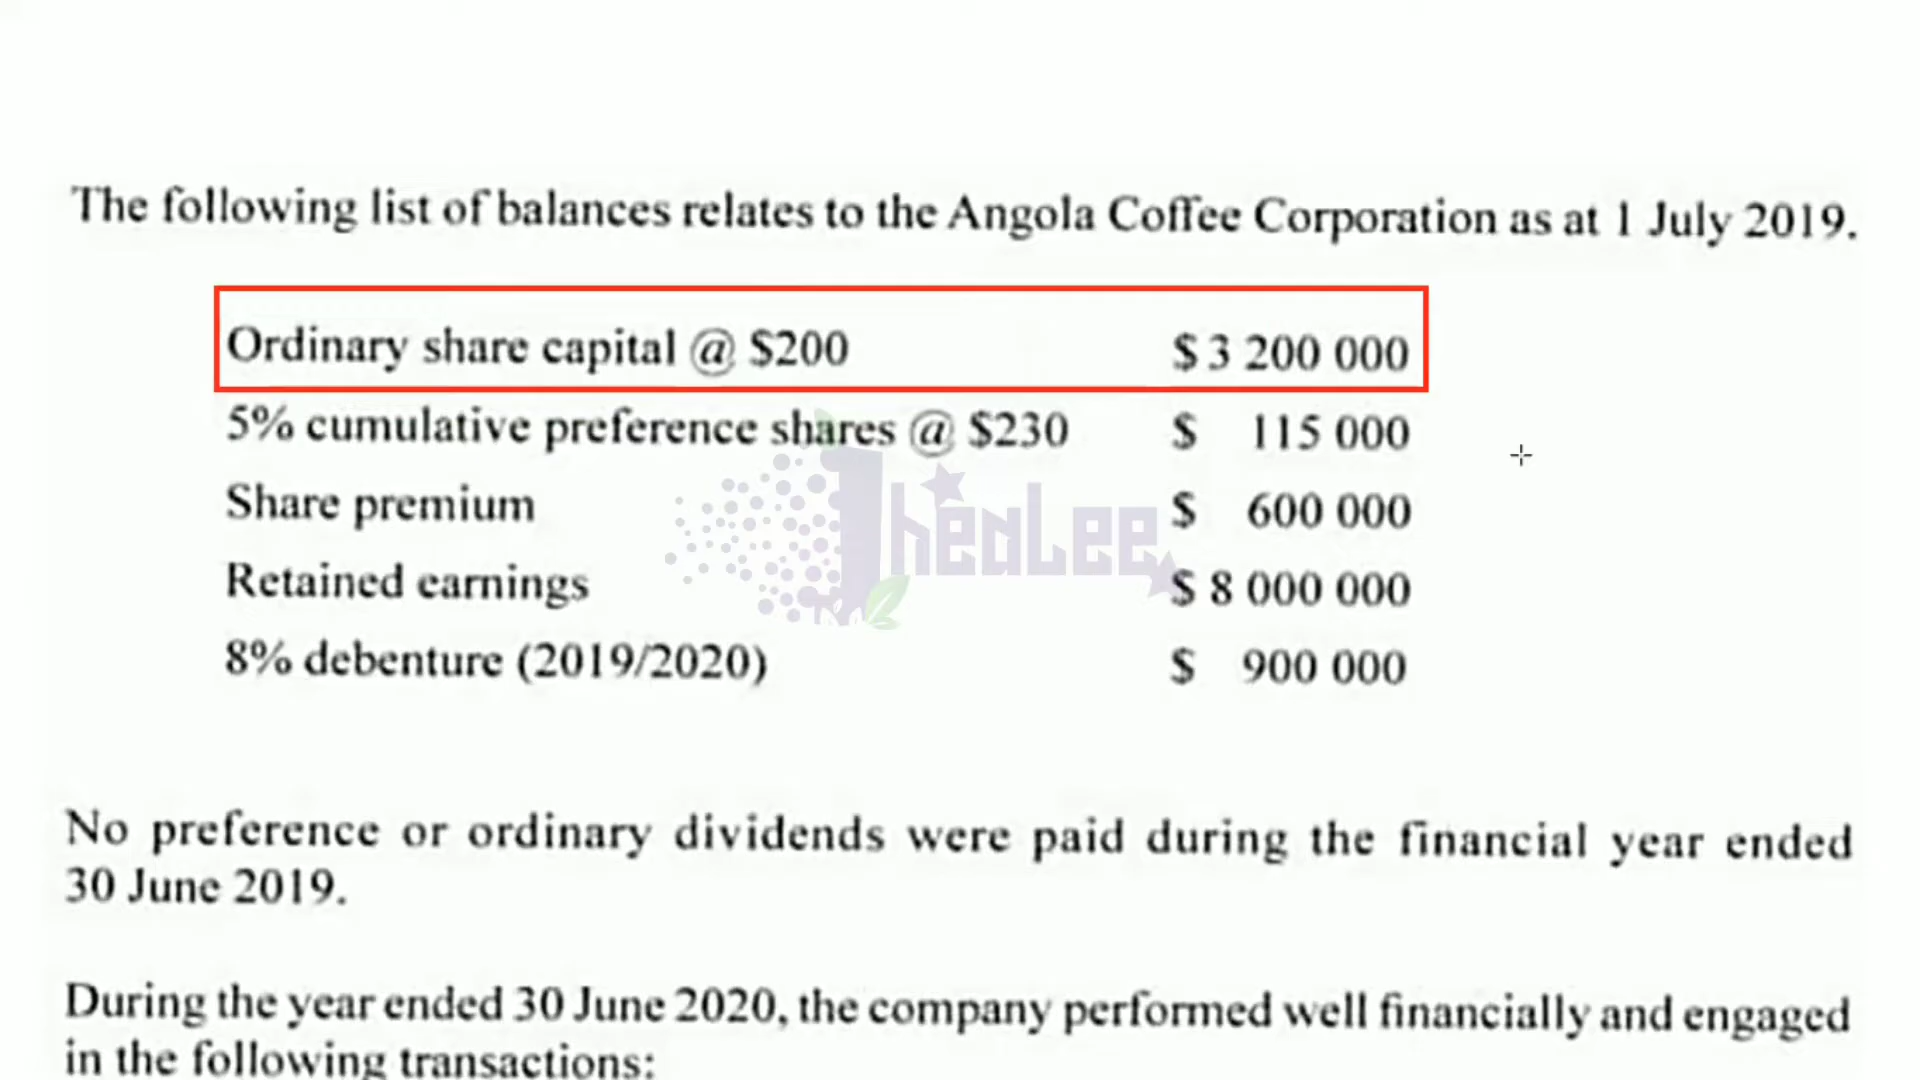 The following list of balances relates to the Angola Coffee Corporation as at 1 July 2019.
Ordinary share capital @ $200 $ 3 200 000
5% cumulative preference shares @ $230 $ 115 000
Share premium $ 600 000
Retained earnings $ 8 000 000
8% debenture (2019/2020) $ 900 000
JhedLee
No preference or ordinary dividends were paid during the financial year ended
30 June 2019.
During the year ended 30 June 2020, the company performed well financially and engaged
in the following transactions: